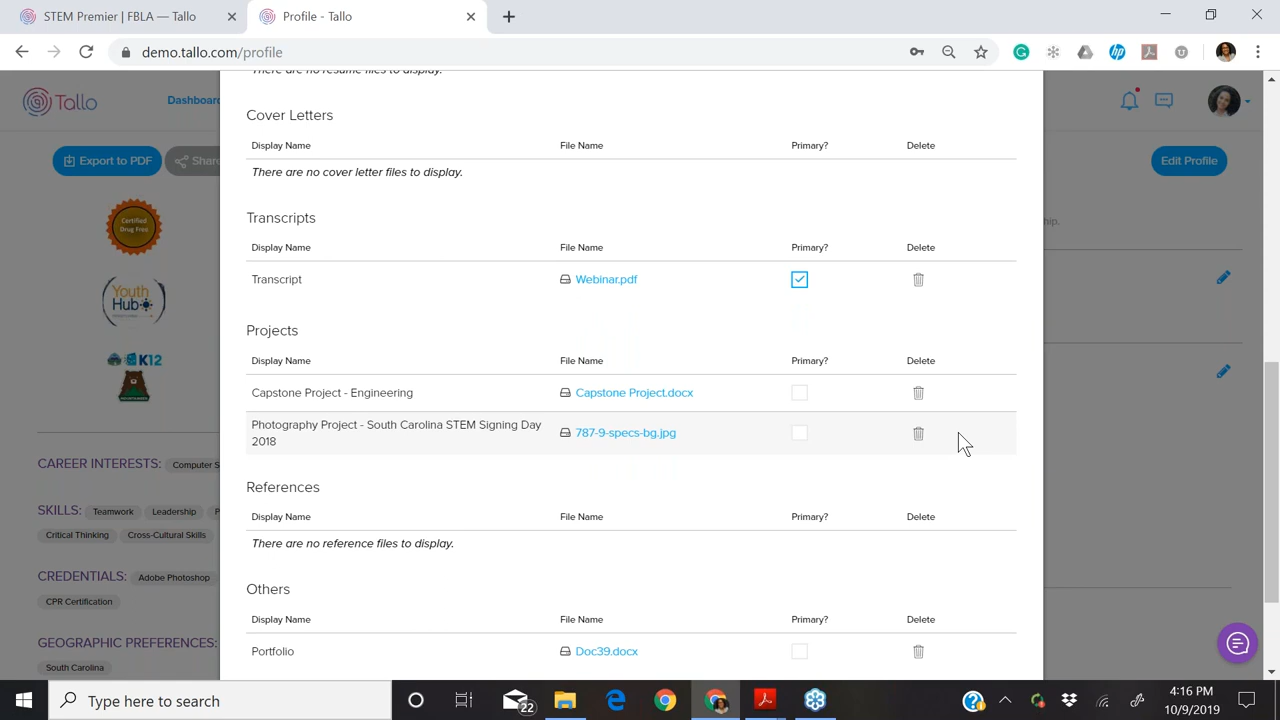 STEM Premier | FBLA — Tallo
Profile - Tallo
demo.tallo.com/profile
There are no resume files to display.
Tallo
Dashboard
Export to PDF
Share
Edit Profile
Certified
Drug Free
Youth
Hub
K12
hip.
Cover Letters
Display Name File Name Primary? Delete
There are no cover letter files to display.
Transcripts
Display Name File Name Primary? Delete
Transcript Webinar.pdf
Projects
Display Name File Name Primary? Delete
Capstone Project - Engineering Capstone Project.docx
Photography Project - South Carolina STEM Signing Day
2018
787-9-specs-bg.jpg
References
Display Name File Name Primary? Delete
There are no reference files to display.
Others
Display Name File Name Primary? Delete
Portfolio Doc39.docx
CAREER INTERESTS: Computer S
SKILLS: Teamwork Leadership P
Critical Thinking Cross-Cultural Skills
CREDENTIALS: Adobe Photoshop
CPR Certification
GEOGRAPHIC PREFERENCES:
South Carolina
Type here to search
22
4:16 PM
10/9/2019